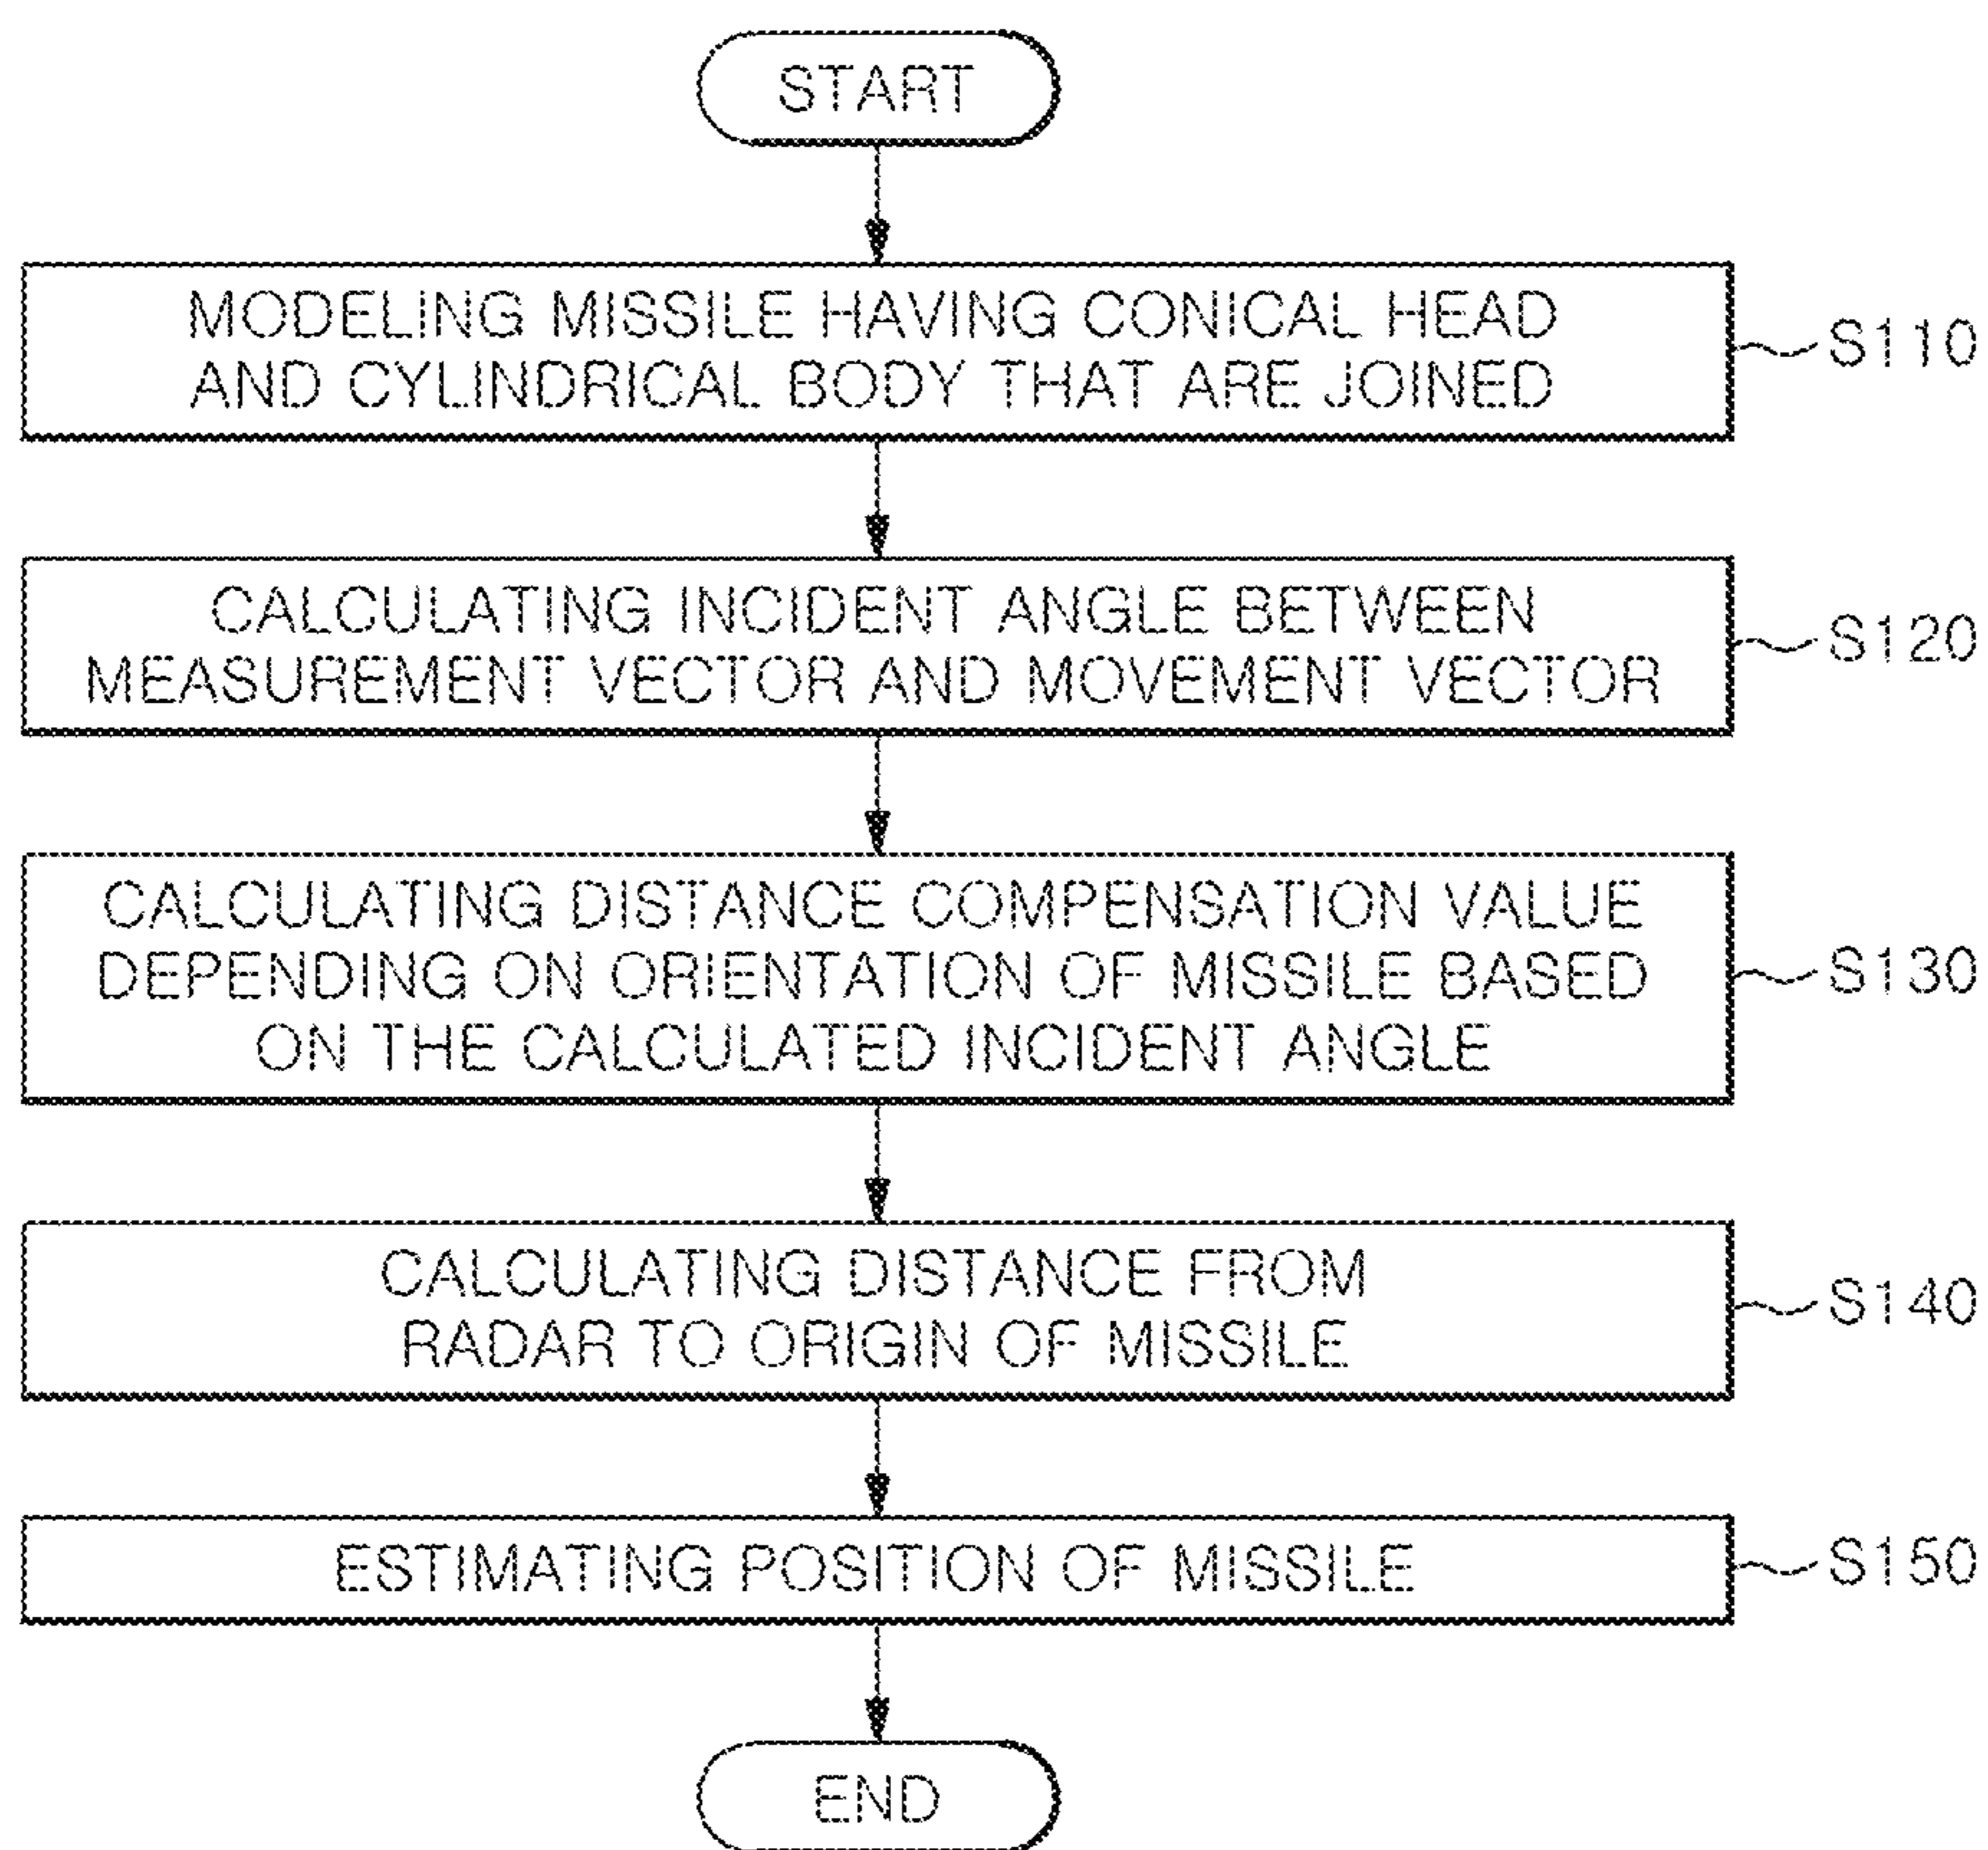 START
MODELING MISSILE HAVING CONICAL HEAD
AND CYLINDRICAL BODY THAT ARE JOINED
S110
CALCULATING INCIDENT ANGLE BETWEEN
MEASUREMENT VECTOR AND MOVEMENT VECTOR
S120
CALCULATING DISTANCE COMPENSATION VALUE
DEPENDING ON ORIENTATION OF MISSILE BASED
ON THE CALCULATED INCIDENT ANGLE
S130
CALCULATING DISTANCE FROM
RADAR TO ORIGIN OF MISSILE
S140
ESTIMATING POSITION OF MISSILE
S150
END